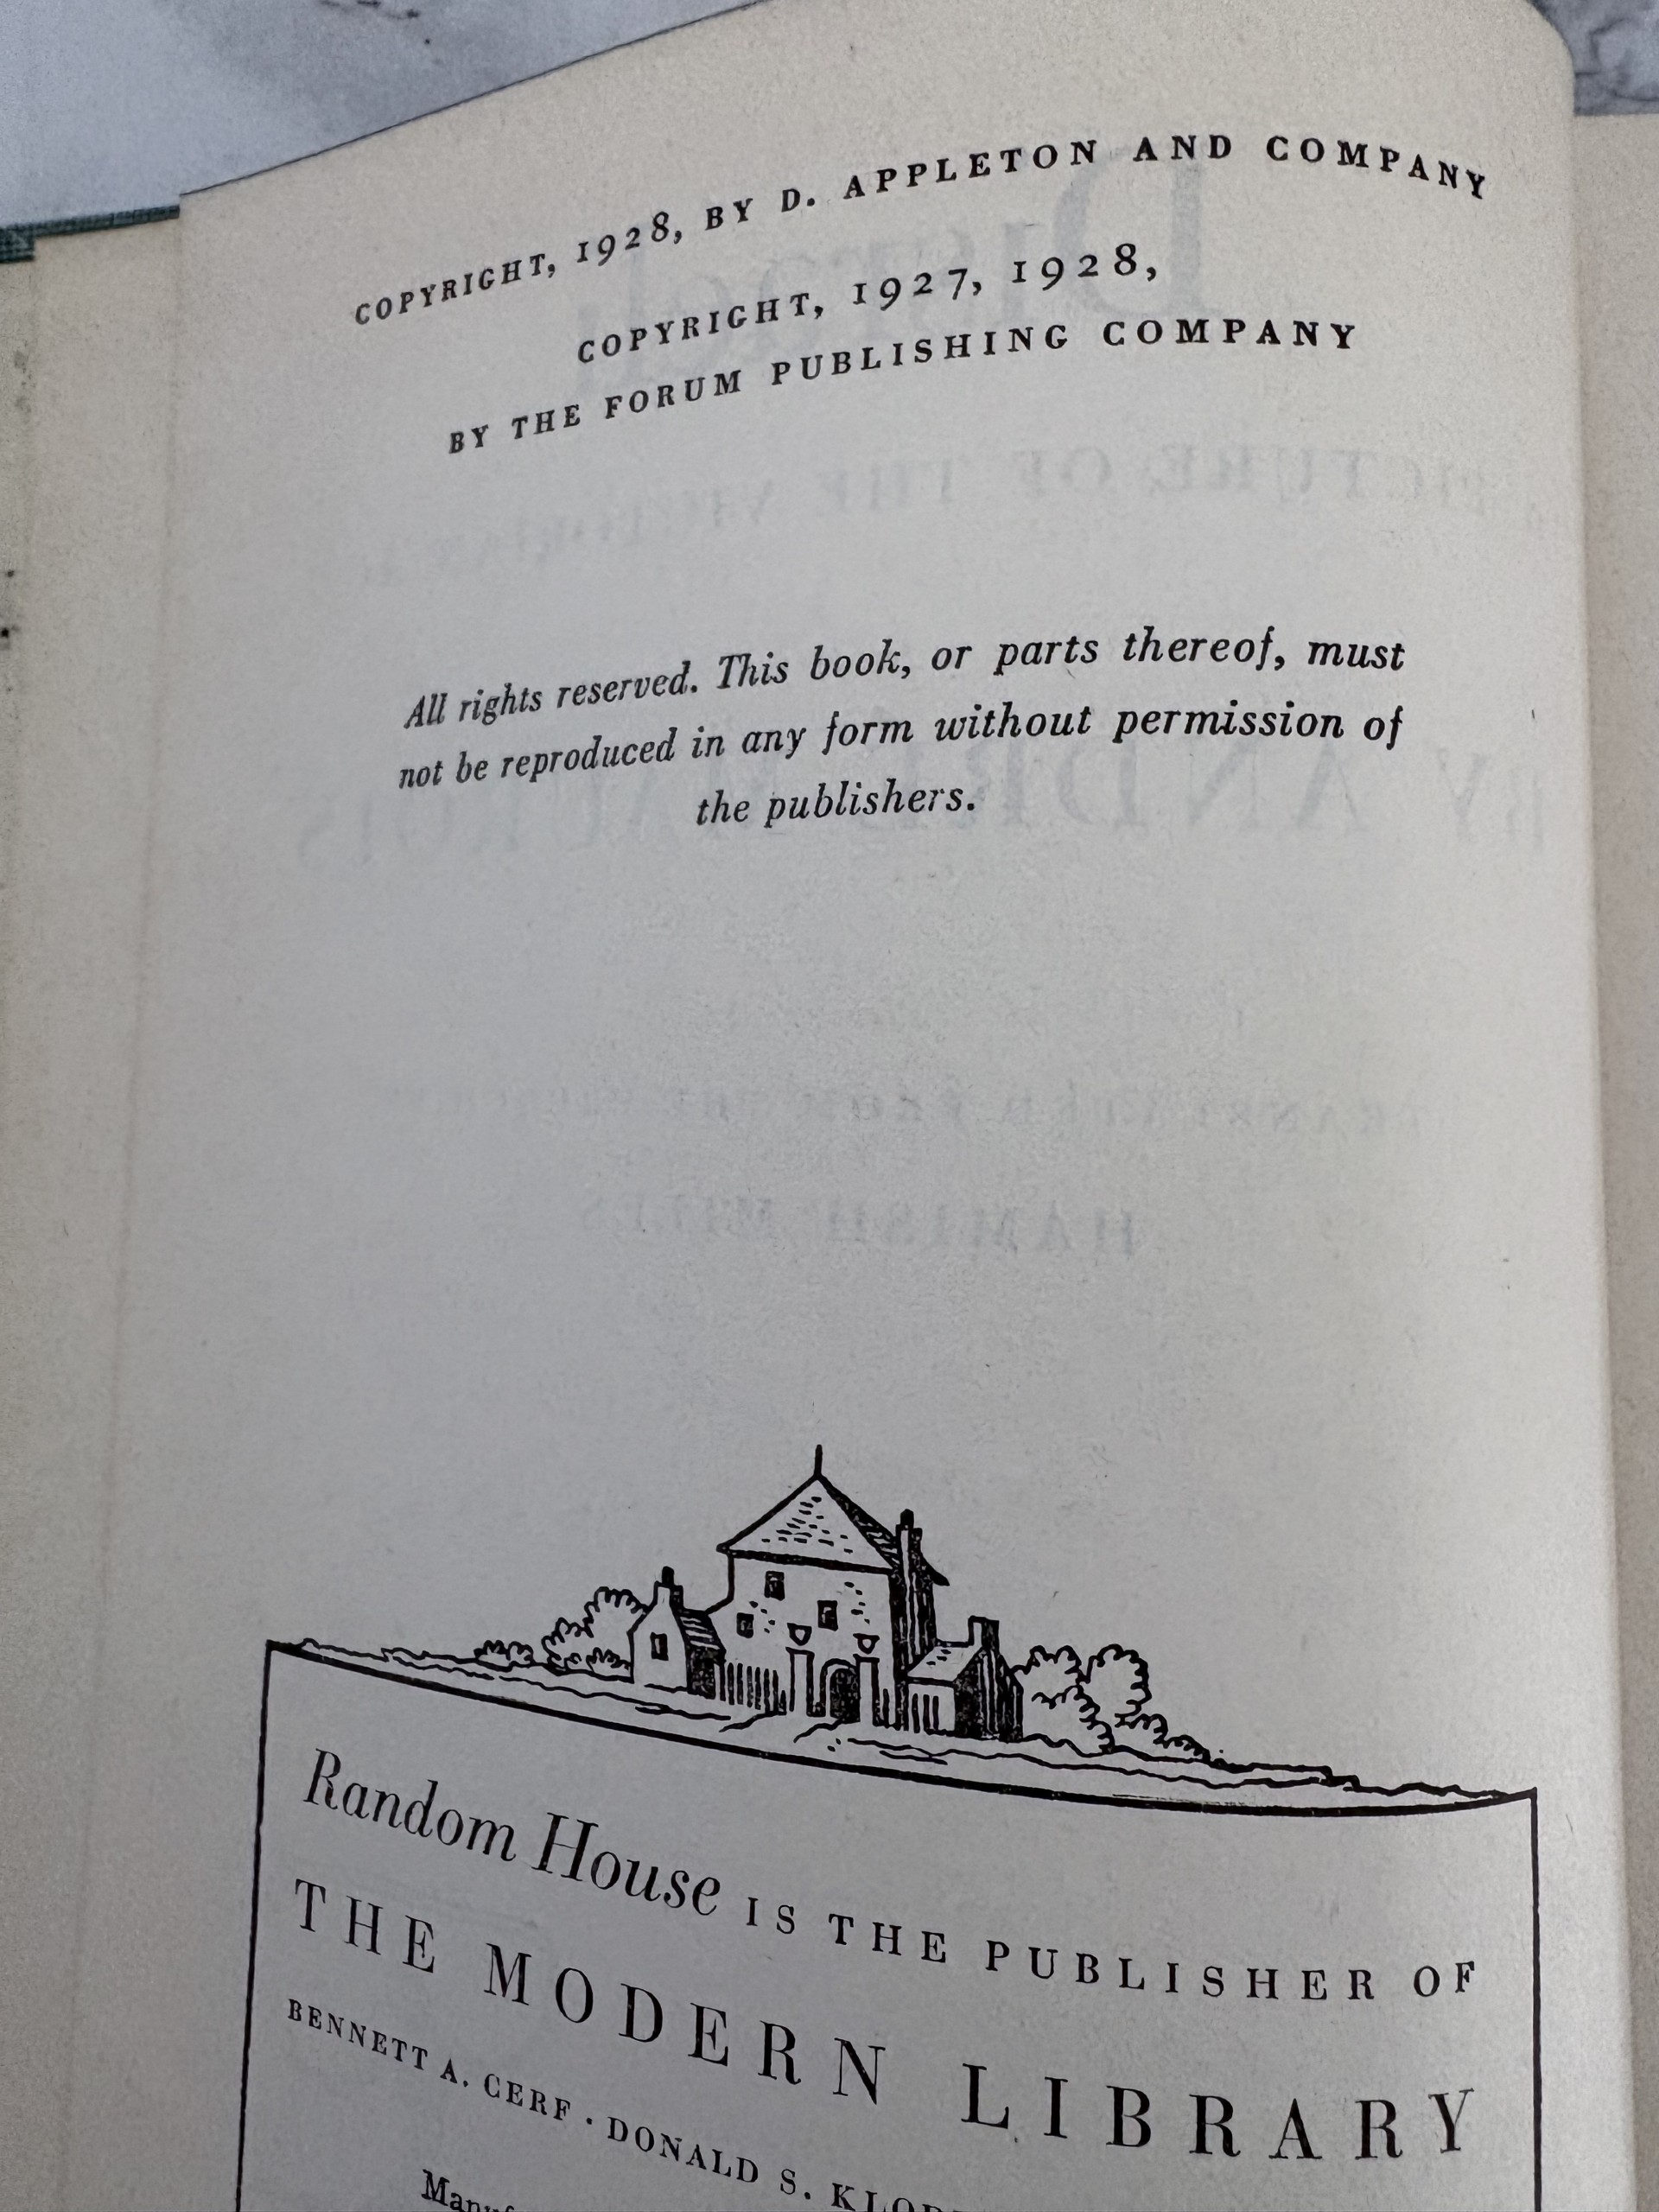 COPYRIGHT, 1928, BY D. APPLETON AND COMPANY
COPYRIGHT, 1927, 1928,
BY THE FORUM PUBLISHING COMPANY
All rights reserved. This book, or parts thereof, must
not be reproduced in any form without permission of
the publishers.
Random House IS THE PUBLISHER OF
THE MODERN LIBRARY
BENNETT A. CERF · DONALD S.